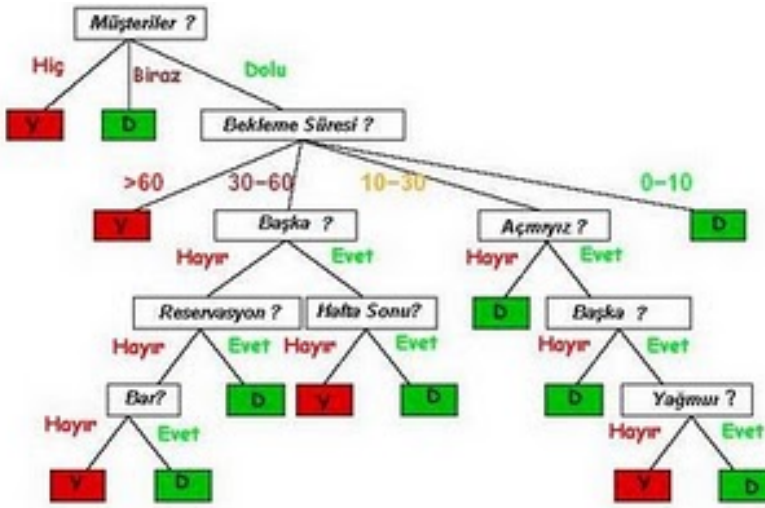 Müşteriler ?
Hiç Biraz Dolu
Y D Bekleme Süresi ?
>60 30-60 10-30 0-10
Y Başka ? Açmıyız ? D
Hayır Evet Hayır Evet
Reservasyon ? Hafta Sonu? D Başka ?
Hayır Evet Hayır Evet Hayır Evet
Bar? D Y D D Yağmur ?
Hayır Evet Hayır Evet
Y D Y D